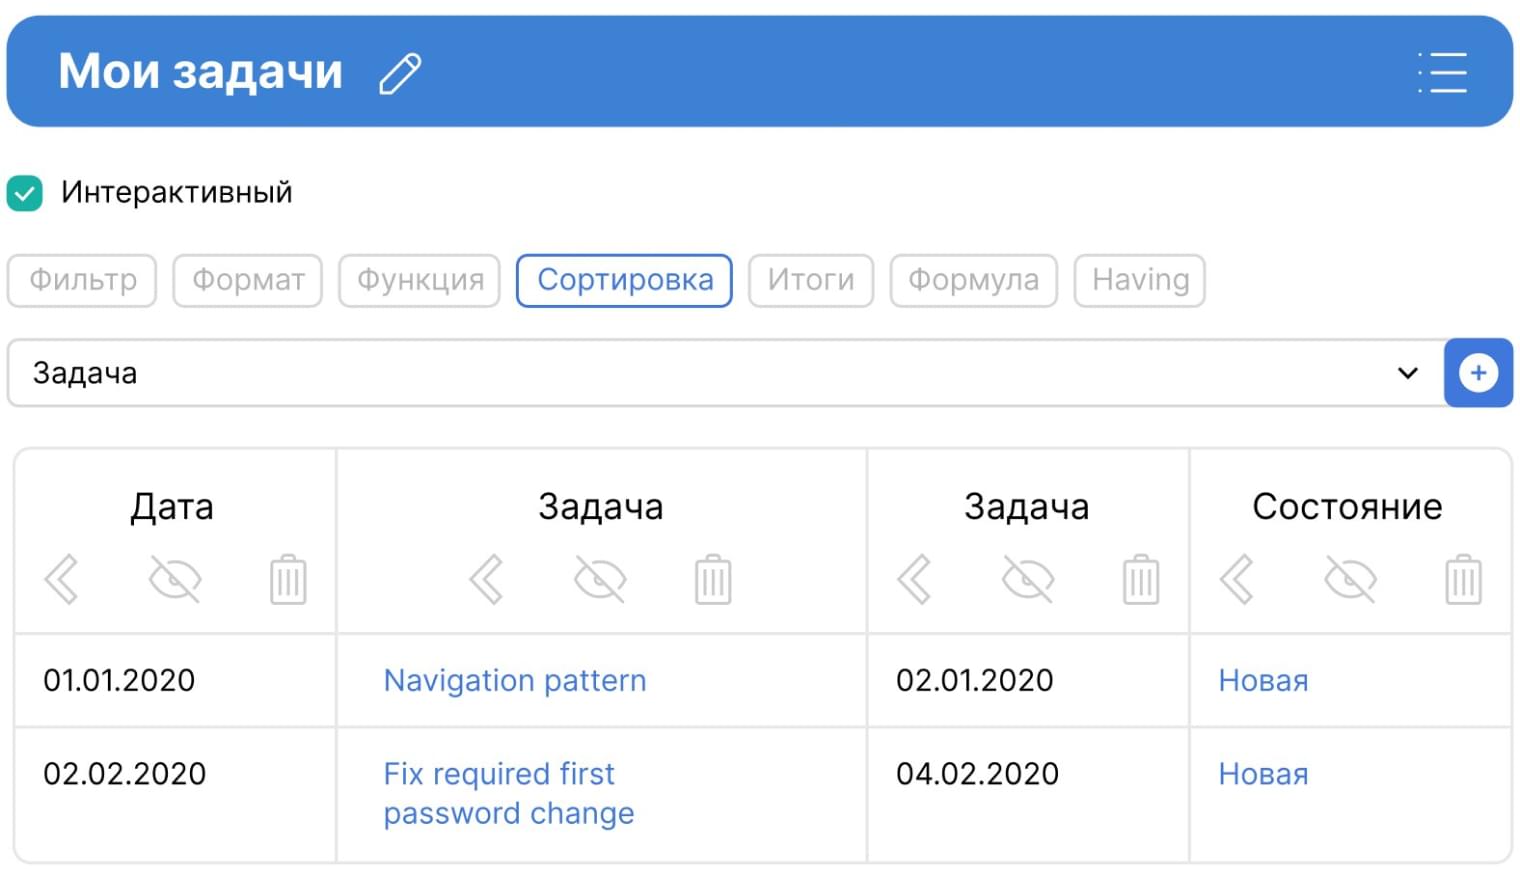 Мои задачи
Интерактивный
Фильтр Формат Функция Сортировка Итоги Формула Having
Задача
Дата Задача Задача Состояние
01.01.2020 Navigation pattern 02.01.2020 Новая
02.02.2020 Fix required first 04.02.2020 Новая
password change